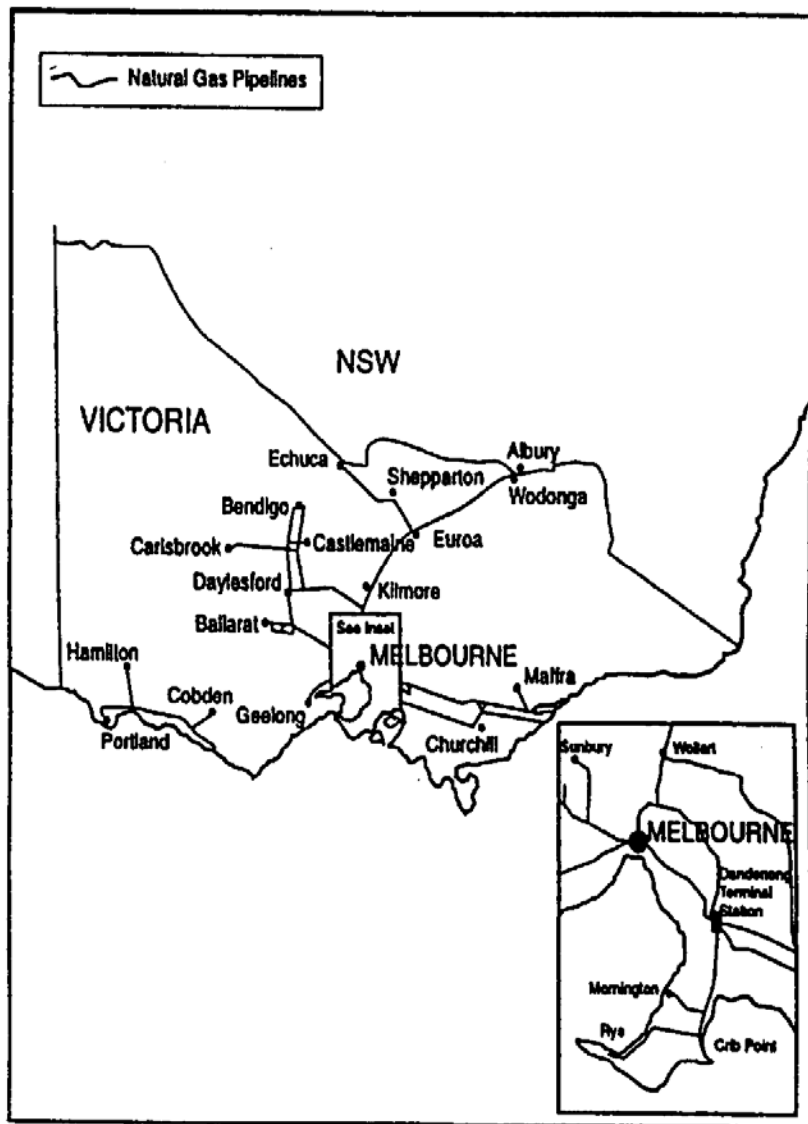 Natural Gas Pipelines
NSW
VICTORIA
Echuca
Albury
Shepparton
Wodonga
Bendigo
Carisbrook
Castlemaine
Euroa
Daylesford
Kilmore
Ballarat
See Inset
MELBOURNE
Hamilton
Maffra
Cobden
Geelong
Portland
Churchill
Sunbury
Wollert
MELBOURNE
Dandenong
Terminal
Station
Mornington
Rye
Crib Point